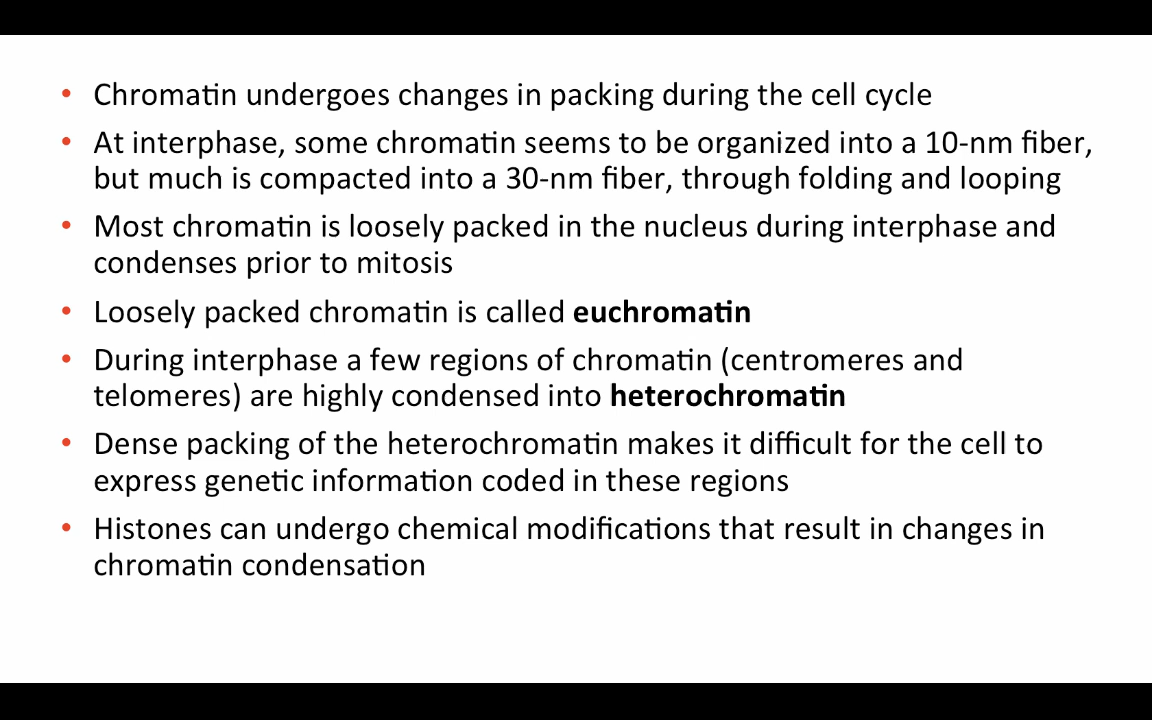 • Chromatin undergoes changes in packing during the cell cycle
• At interphase, some chromatin seems to be organized into a 10-nm fiber,
but much is compacted into a 30-nm fiber, through folding and looping
• Most chromatin is loosely packed in the nucleus during interphase and
condenses prior to mitosis
• Loosely packed chromatin is called euchromatin
• During interphase a few regions of chromatin (centromeres and
telomeres) are highly condensed into heterochromatin
• Dense packing of the heterochromatin makes it difficult for the cell to
express genetic information coded in these regions
• Histones can undergo chemical modifications that result in changes in
chromatin condensation